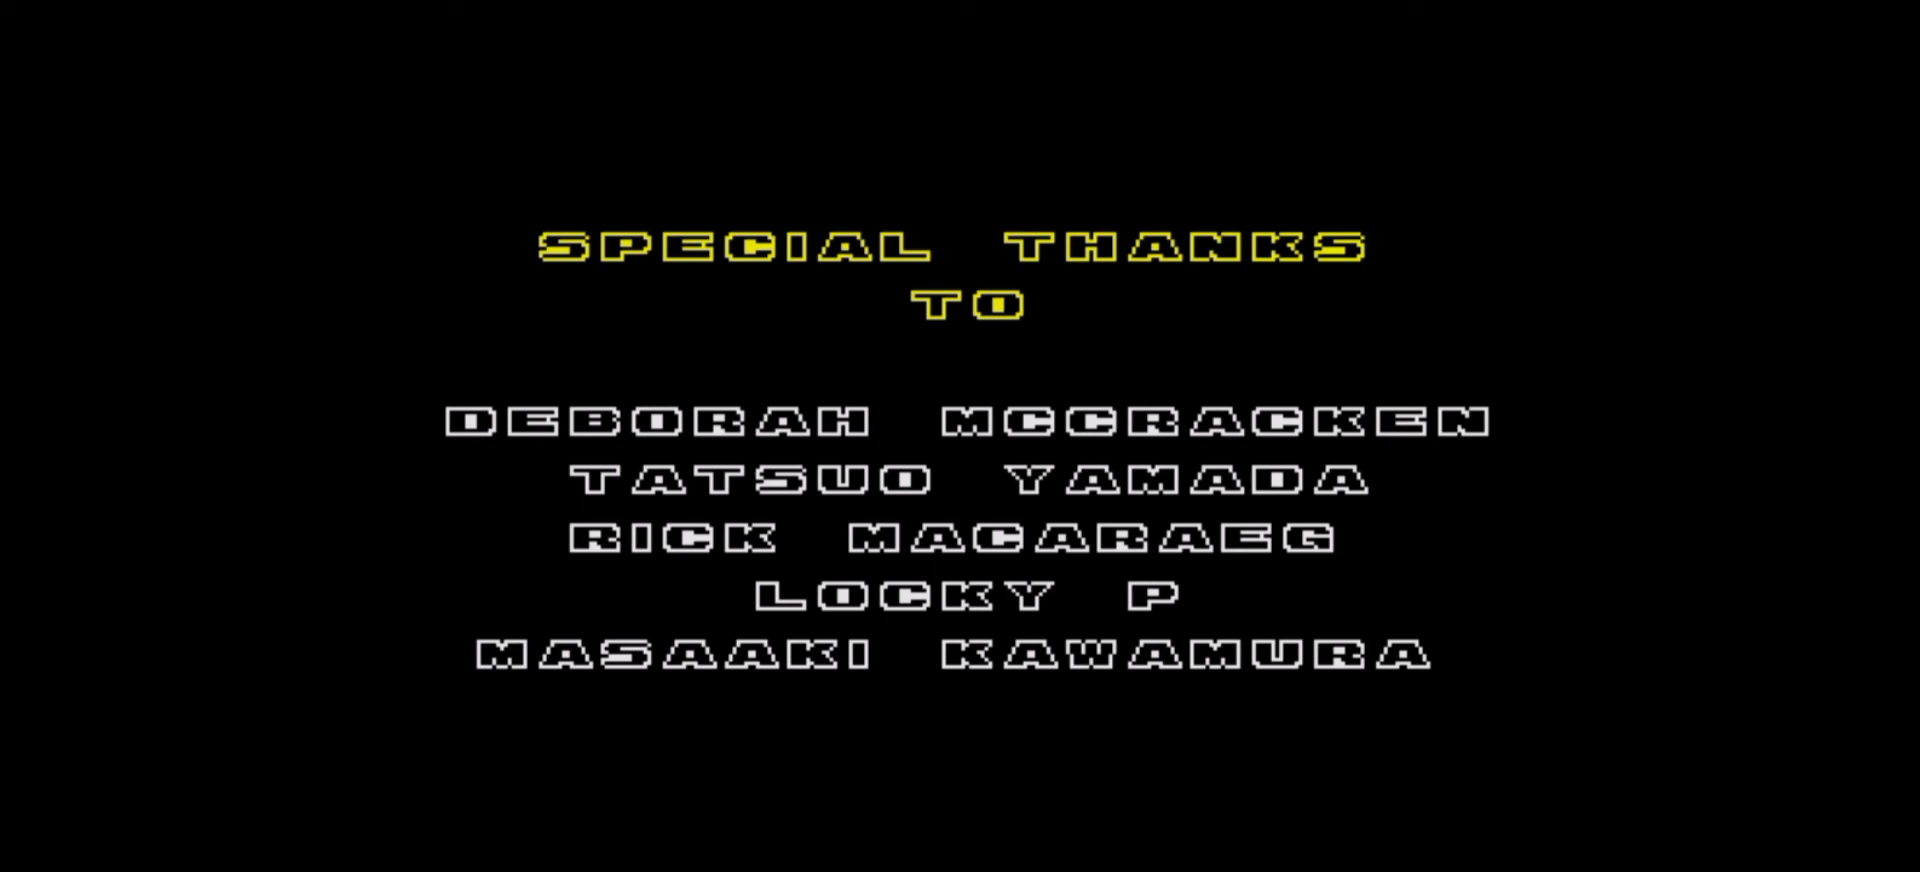 SPECIAL THANKS
TO
DEBORAH MCCRACKEN
TATSUO YAMADA
RICK MACARAEG
LOCKY P
MASAAKI KAWAMURA